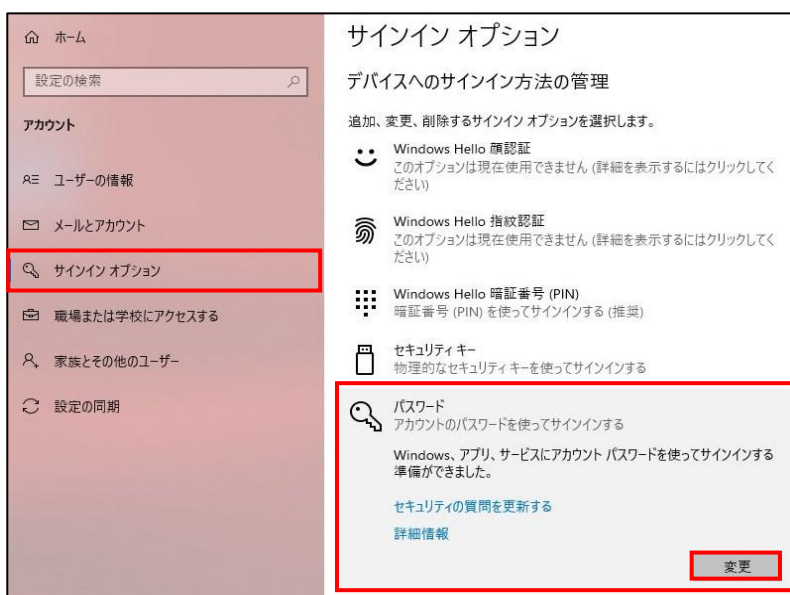 ホーム
設定の検索
アカウント
ユーザーの情報
メールとアカウント
サインイン オプション
職場または学校にアクセスする
家族とその他のユーザー
設定の同期
サインイン オプション
デバイスへのサインイン方法の管理
追加、変更、削除するサインイン オプションを選択します。
Windows Hello 顔認証
このオプションは現在使用できません (詳細を表示するにはクリックしてく
ださい)
Windows Hello 指紋認証
このオプションは現在使用できません (詳細を表示するにはクリックしてく
ださい)
Windows Hello 暗証番号 (PIN)
暗証番号 (PIN) を使ってサインインする (推奨)
セキュリティ キー
物理的なセキュリティ キーを使ってサインインする
パスワード
アカウントのパスワードを使ってサインインする
Windows、アプリ、サービスにアカウント パスワードを使ってサインインする
準備ができました。
セキュリティの質問を更新する
詳細情報
変更